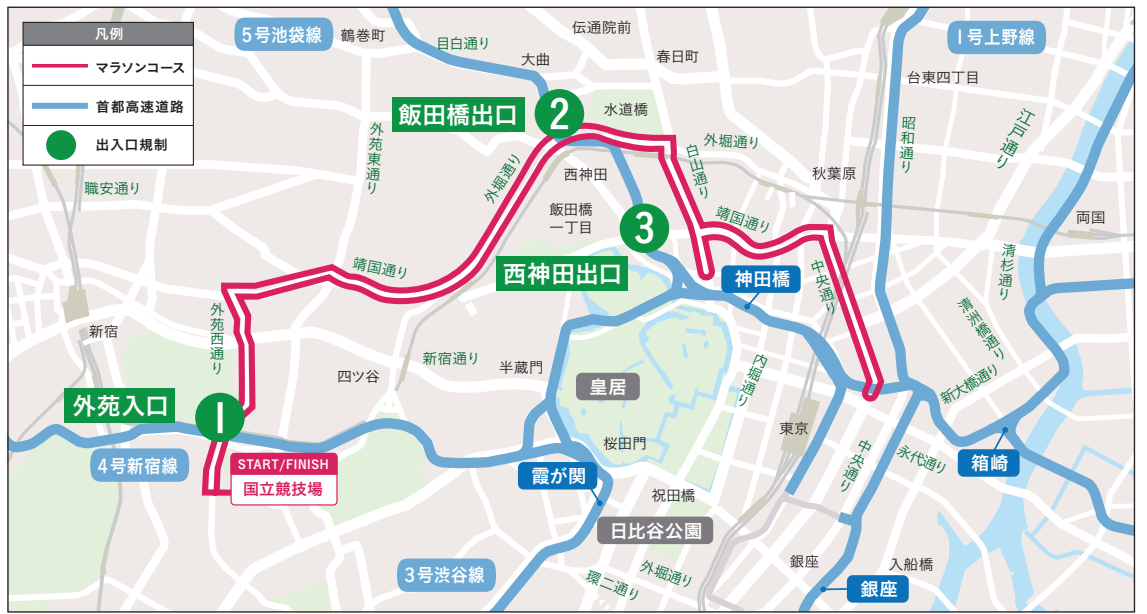 凡例
マラソンコース
首都高速道路
出入口規制
5号池袋線
鶴巻町
目白通り
伝通院前
大曲
春日町
1号上野線
台東四丁目
江戸通り
飯田橋出口
2
水道橋
外苑東通り
外堀通り
白山通り
外堀通り
昭和通り
秋葉原
職安通り
西神田
飯田橋
一丁目
3
靖国通り
両国
清杉通り
靖国通り
西神田出口
神田橋
中央通り
清洲橋通り
新宿
外苑西通り
四ツ谷
新宿通り
半蔵門
皇居
内堀通り
新大橋通り
外苑入口
1
桜田門
東京
中央通り
永代通り
箱崎
4号新宿線
START/FINISH
国立競技場
霞が関
祝田橋
日比谷公園
3号渋谷線
環二通り
外堀通り
銀座
入船橋
銀座